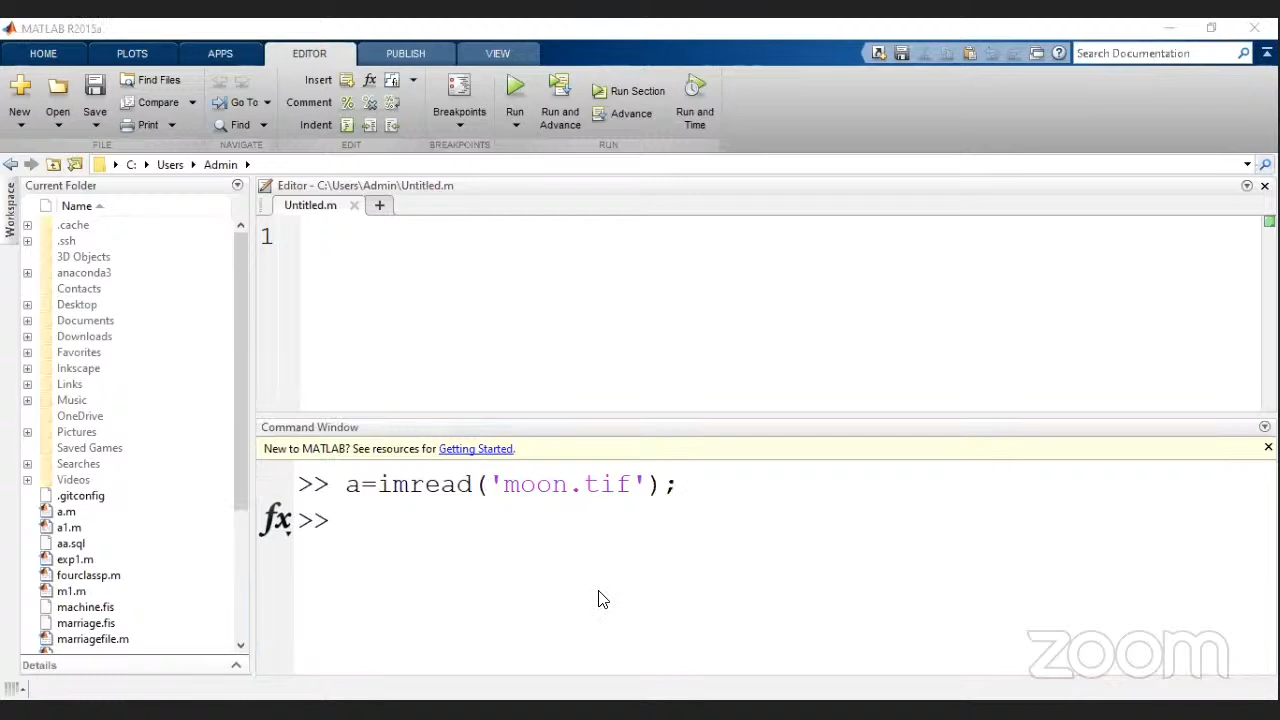 MATLAB R2015a
HOME PLOTS APPS EDITOR PUBLISH VIEW Search Documentation
New Open Save Find Files Compare Print Go To Find Insert Comment Indent fx Breakpoints Run Run and Advance Run Section Advance Run and Time
FILE NAVIGATE EDIT BREAKPOINTS RUN
C: Users Admin
Workspace
Current Folder
Name
.cache
.ssh
3D Objects
anaconda3
Contacts
Desktop
Documents
Downloads
Favorites
Inkscape
Links
Music
OneDrive
Pictures
Saved Games
Searches
Videos
.gitconfig
a.m
a1.m
aa.sql
exp1.m
fourclassp.m
m1.m
machine.fis
marriage.fis
marriagefile.m
Details
Editor - C:\Users\Admin\Untitled.m
Untitled.m
1
Command Window
New to MATLAB? See resources for Getting Started.
>> a=imread('moon.tif');
fx >>
zoom